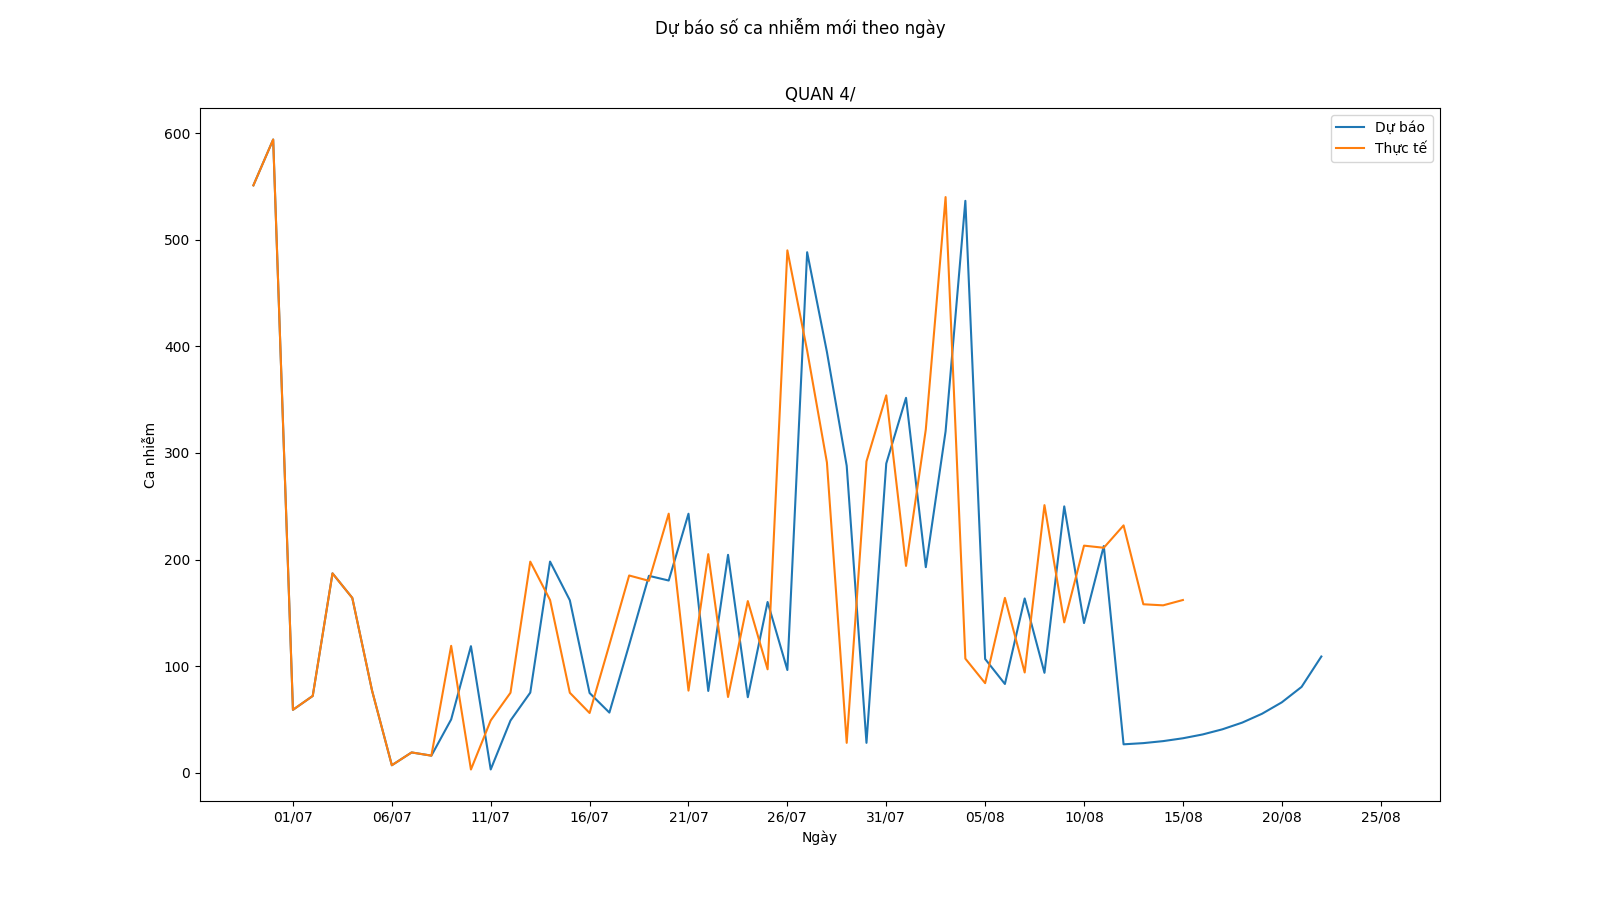 Dự báo số ca nhiễm mới theo ngày
QUAN 4/
Dự báo
Thực tế
600
500
400
300
200
100
0
Ca nhiễm
01/07 06/07 11/07 16/07 21/07 26/07 31/07 05/08 10/08 15/08 20/08 25/08
Ngày